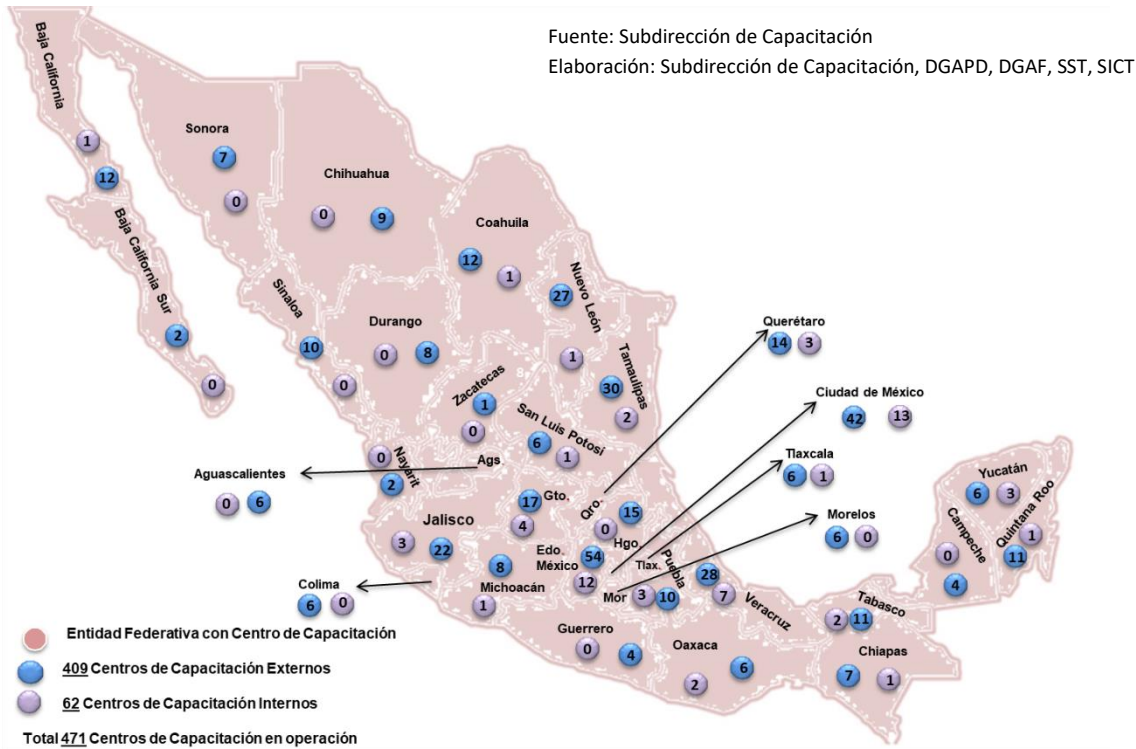 Fuente: Subdirección de Capacitación
Elaboración: Subdirección de Capacitación, DGAPD, DGAF, SST, SICT
Baja California
1
12
Sonora
7
0
Chihuahua
0
9
Coahuila
12
1
Nuevo León
27
1
Baja California Sur
2
0
Sinaloa
10
0
Durango
0
8
Tamaulipas
30
2
Querétaro
14
3
Zacatecas
1
0
San Luis Potosí
6
1
Ciudad de México
42
13
Nayarit
0
2
Ags
Aguascalientes
0
6
Tlaxcala
6
1
Yucatán
6
3
Quintana Roo
1
11
Campeche
0
4
Gto.
17
4
Qro.
15
0
Hgo.
Morelos
6
0
Jalisco
3
22
Edo.
México
54
12
Tlax.
Puebla
3
10
Mor
28
7
Veracruz
Michoacán
8
1
Colima
6
0
Guerrero
0
4
Oaxaca
6
2
Tabasco
2
11
Chiapas
7
1
Entidad Federativa con Centro de Capacitación
409 Centros de Capacitación Externos
62 Centros de Capacitación Internos
Total 471 Centros de Capacitación en operación